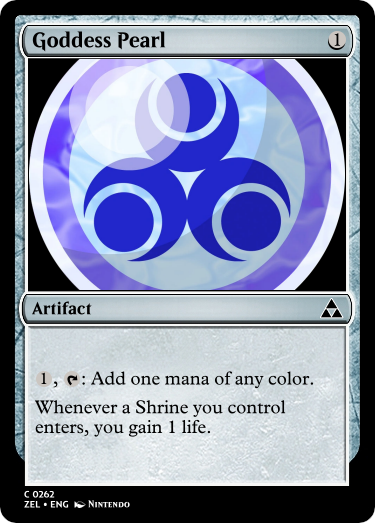 Goddess Pearl 1
Artifact
1, : Add one mana of any color.
Whenever a Shrine you control
enters, you gain 1 life.
C 0262
ZEL • ENG Nintendo